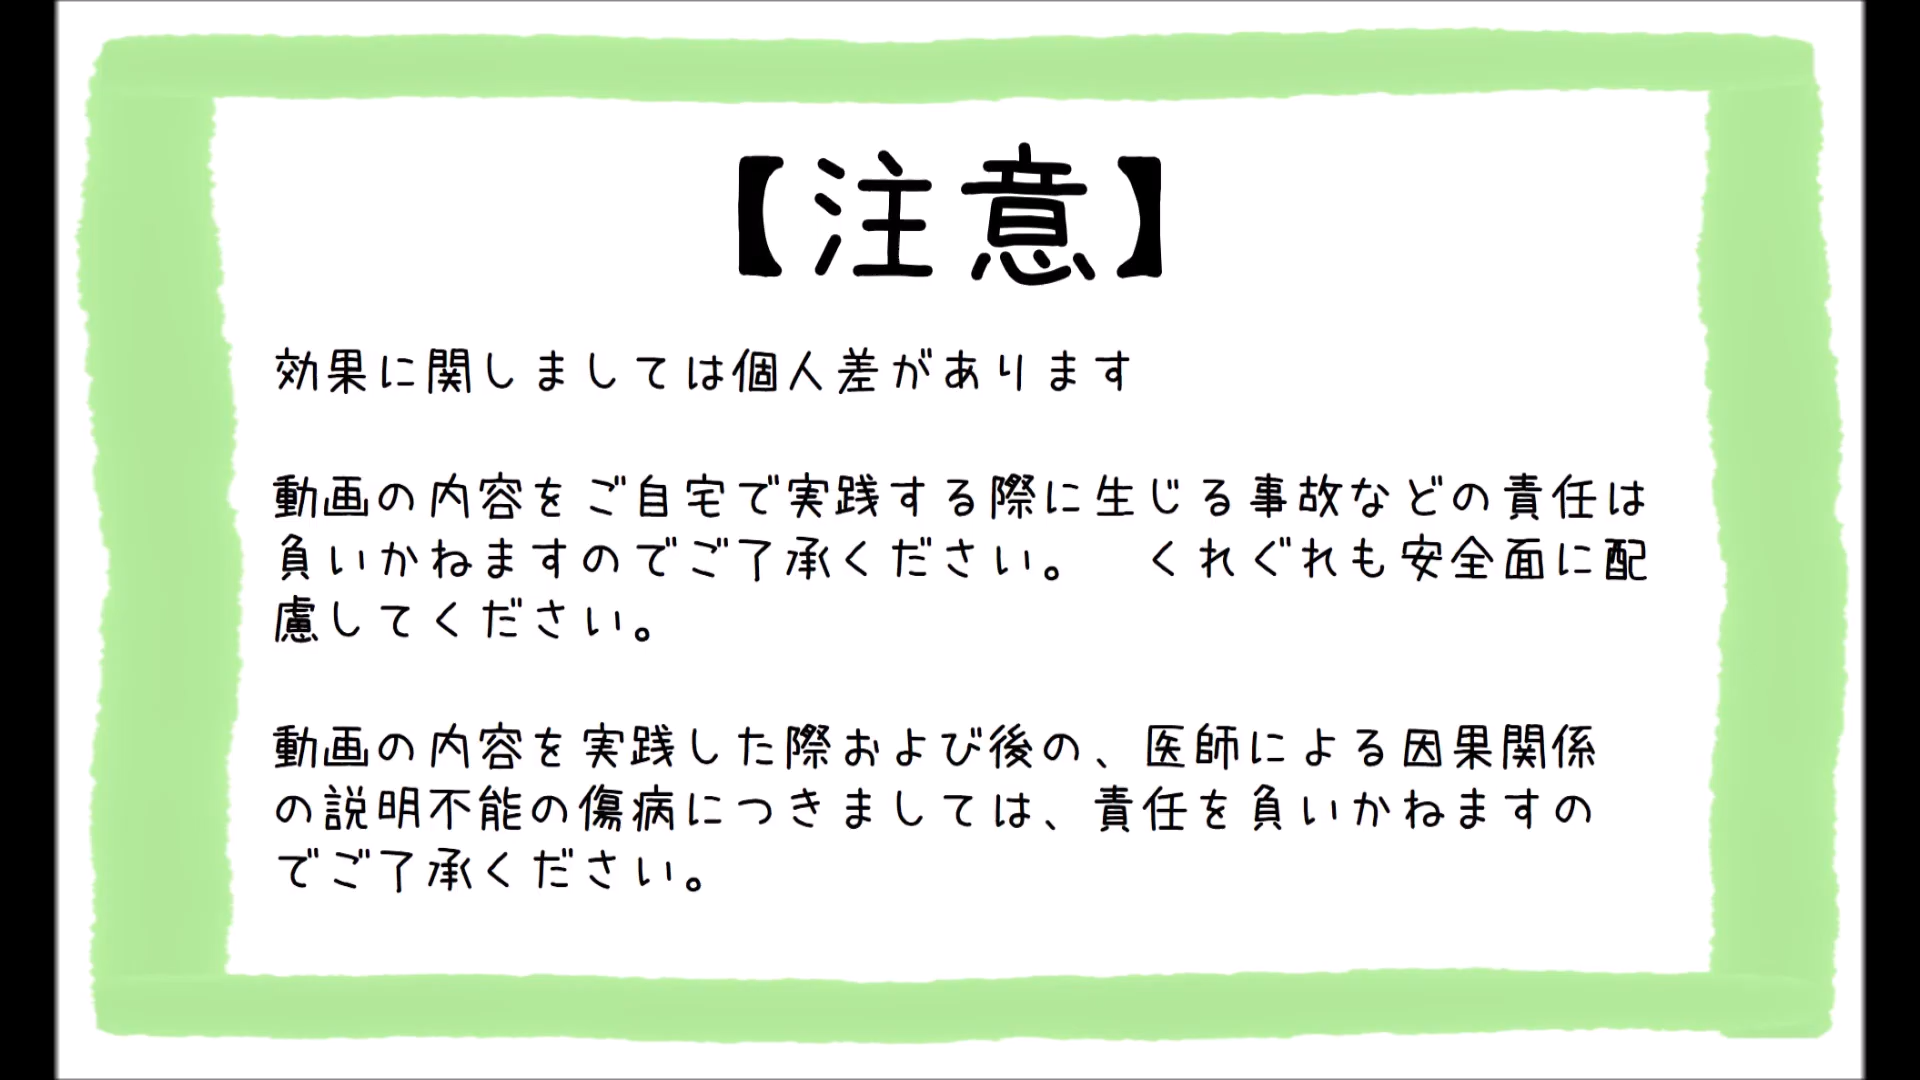 【注意】
効果に関しましては個人差があります
動画の内容をご自宅で実践する際に生じる事故などの責任は
負いかねますのでご了承ください。　くれぐれも安全面に配
慮してください。
動画の内容を実践した際および後の、医師による因果関係
の説明不能の傷病につきましては、責任を負いかねますの
でご了承ください。